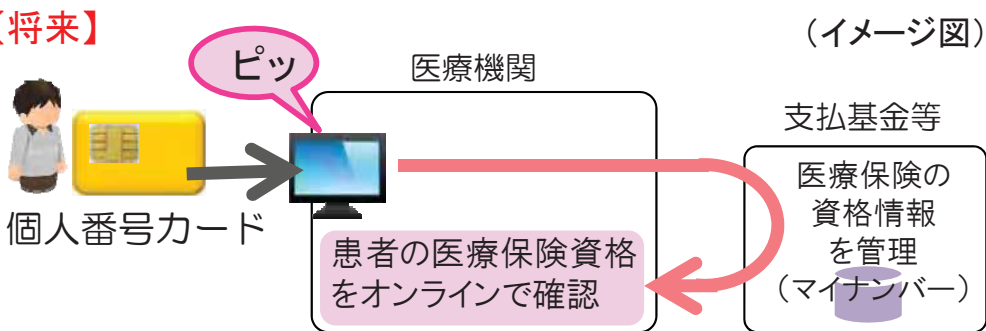 【将来】
（イメージ図）
ピッ
医療機関
支払基金等
個人番号カード
医療保険の
資格情報
を管理
（マイナンバー）
患者の医療保険資格
をオンラインで確認